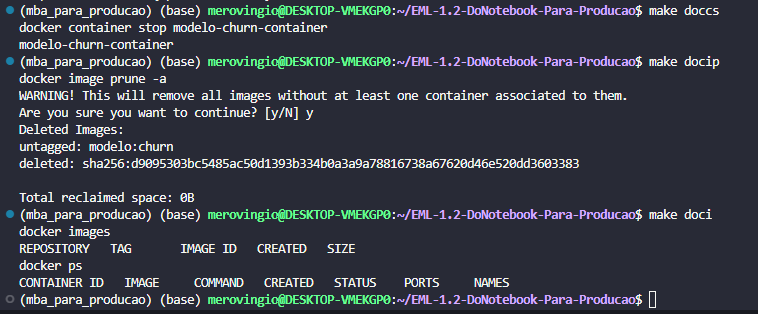 (mba_para_producao) (base) merovingio@DESKTOP-VMEKGP0:~/EML-1.2-DoNotebook-Para-Producao$ make doccs
docker container stop modelo-churn-container
modelo-churn-container
(mba_para_producao) (base) merovingio@DESKTOP-VMEKGP0:~/EML-1.2-DoNotebook-Para-Producao$ make docip
docker image prune -a
WARNING! This will remove all images without at least one container associated to them.
Are you sure you want to continue? [y/N] y
Deleted Images:
untagged: modelo:churn
deleted: sha256:d9095303bc5485ac50d1393b334b0a3a9a78816738a67620d46e520dd3603383
Total reclaimed space: 0B
(mba_para_producao) (base) merovingio@DESKTOP-VMEKGP0:~/EML-1.2-DoNotebook-Para-Producao$ make doci
docker images
REPOSITORY   TAG       IMAGE ID   CREATED   SIZE
docker ps
CONTAINER ID   IMAGE     COMMAND   CREATED   STATUS    PORTS     NAMES
(mba_para_producao) (base) merovingio@DESKTOP-VMEKGP0:~/EML-1.2-DoNotebook-Para-Producao$